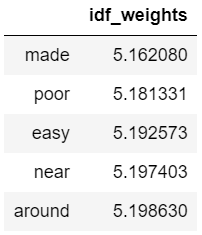 idf_weights
made 5.162080
poor 5.181331
easy 5.192573
near 5.197403
around 5.198630